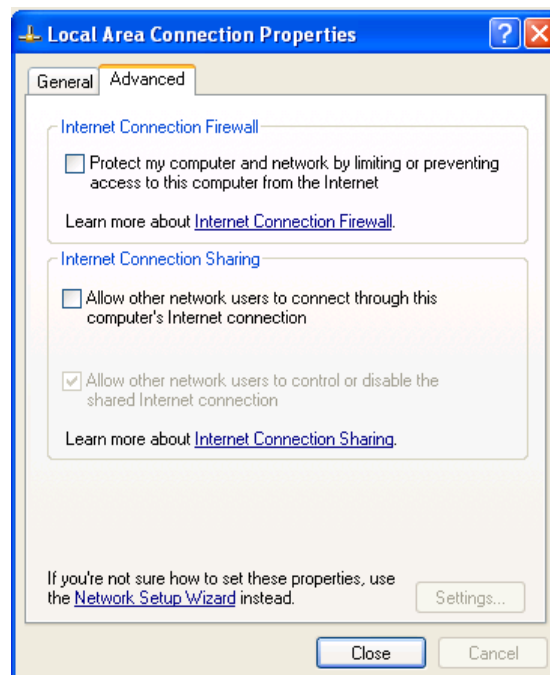 Local Area Connection Properties
General
Advanced
Internet Connection Firewall
Protect my computer and network by limiting or preventing
access to this computer from the Internet
Learn more about Internet Connection Firewall.
Internet Connection Sharing
Allow other network users to connect through this
computer's Internet connection
Allow other network users to control or disable the
shared Internet connection
Learn more about Internet Connection Sharing.
If you're not sure how to set these properties, use
the Network Setup Wizard instead.
Settings...
Close
Cancel